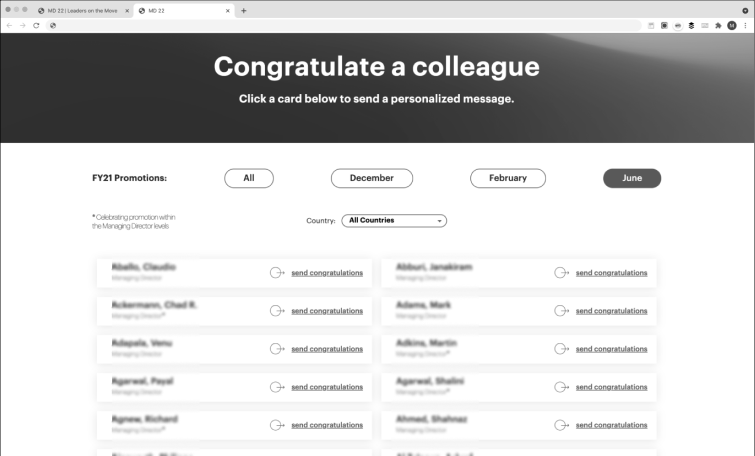 MD 22 | Leaders on the Move
MD 22
M
Congratulate a colleague
Click a card below to send a personalized message.
FY21 Promotions:
All
December
February
June
* Celebrating promotion within
the Managing Director levels
Country:
All Countries
Aballo, Claudio
Managing Director
send congratulations
Abburi, Janakiram
Managing Director
send congratulations
Ackermann, Chad R.
Managing Director*
send congratulations
Adams, Mark
Managing Director
send congratulations
Adapala, Venu
Managing Director
send congratulations
Adkins, Martin
Managing Director*
send congratulations
Agarwal, Payal
Managing Director
send congratulations
Agarwal, Shalini
Managing Director*
send congratulations
Agnew, Richard
Managing Director*
send congratulations
Ahmed, Shahnaz
Managing Director
send congratulations